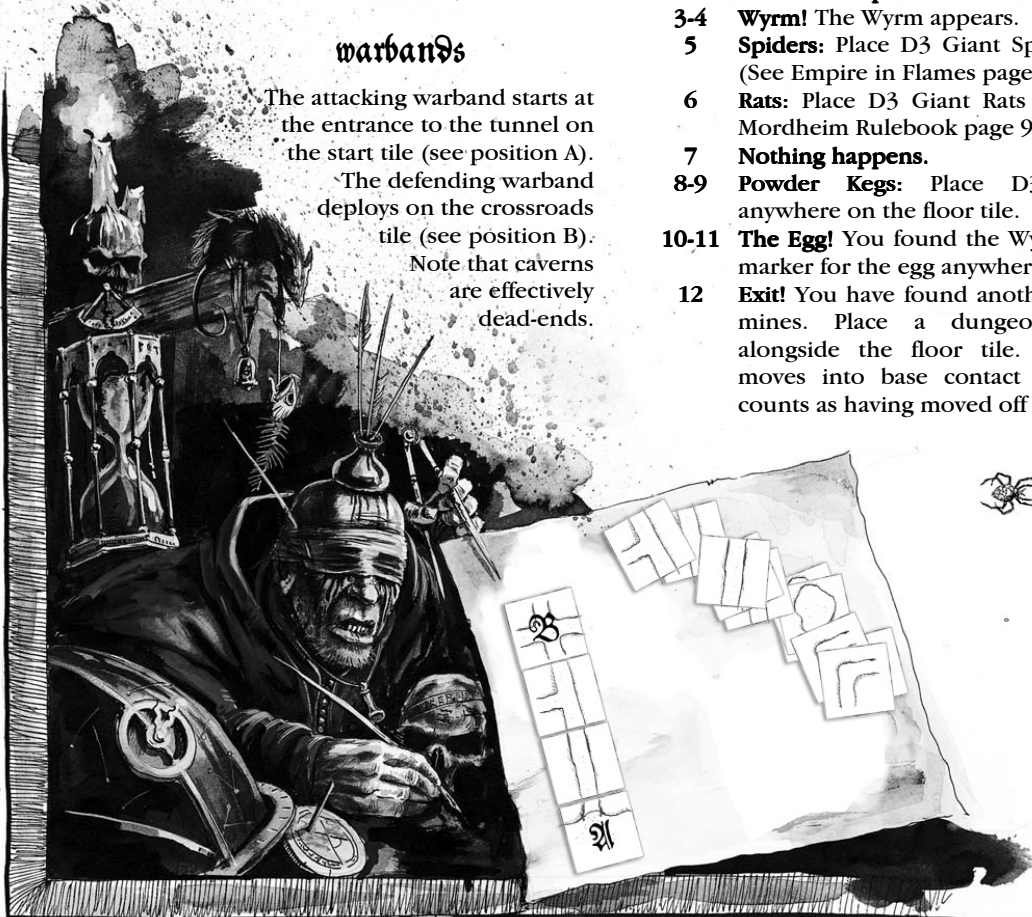 warbands
The attacking warband starts at
the entrance to the tunnel on
the start tile (see position A).
The defending warband
deploys on the crossroads
tile (see position B).
Note that caverns
are effectively
dead-ends.
3-4 Wyrm! The Wyrm appears.
5 Spiders: Place D3 Giant Sp
(See Empire in Flames page
6 Rats: Place D3 Giant Rats
Mordheim Rulebook page 9
7 Nothing happens.
8-9 Powder Kegs: Place D3
anywhere on the floor tile.
10-11 The Egg! You found the Wy
marker for the egg anywher
12 Exit! You have found anoth
mines. Place a dungeo
alongside the floor tile.
moves into base contact
counts as having moved off
B
A